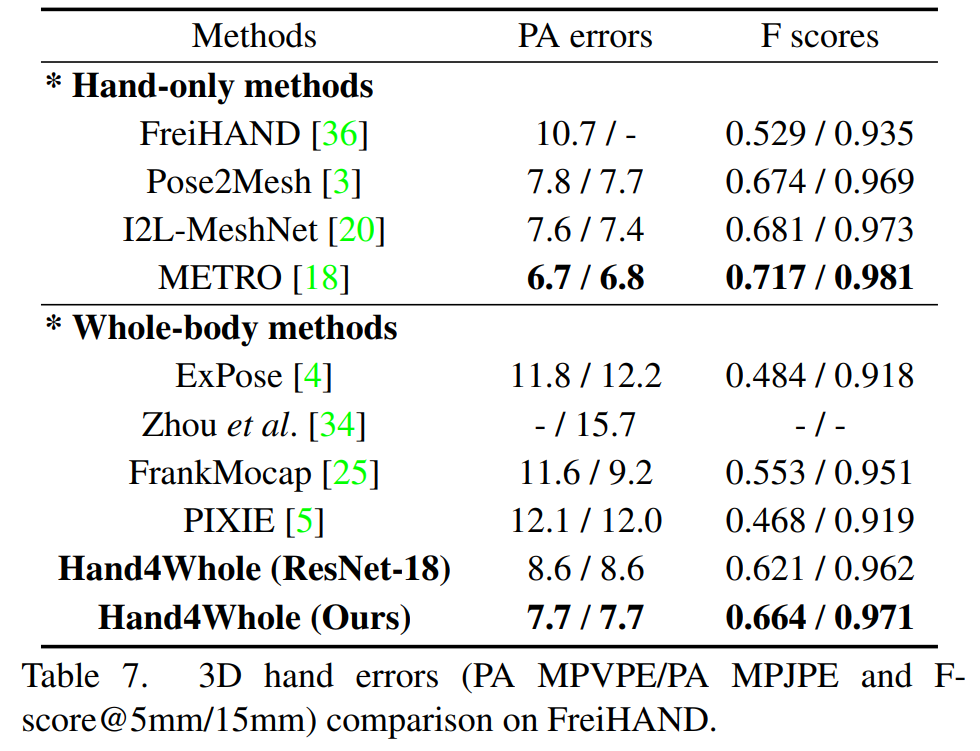 Methods PA errors F scores
* Hand-only methods
FreiHAND [36] 10.7 / - 0.529 / 0.935
Pose2Mesh [3] 7.8 / 7.7 0.674 / 0.969
I2L-MeshNet [20] 7.6 / 7.4 0.681 / 0.973
METRO [18] 6.7 / 6.8 0.717 / 0.981
* Whole-body methods
ExPose [4] 11.8 / 12.2 0.484 / 0.918
Zhou et al. [34] - / 15.7 - / -
FrankMocap [25] 11.6 / 9.2 0.553 / 0.951
PIXIE [5] 12.1 / 12.0 0.468 / 0.919
Hand4Whole (ResNet-18) 8.6 / 8.6 0.621 / 0.962
Hand4Whole (Ours) 7.7 / 7.7 0.664 / 0.971
Table 7. 3D hand errors (PA MPVPE/PA MPJPE and F-
score@5mm/15mm) comparison on FreiHAND.